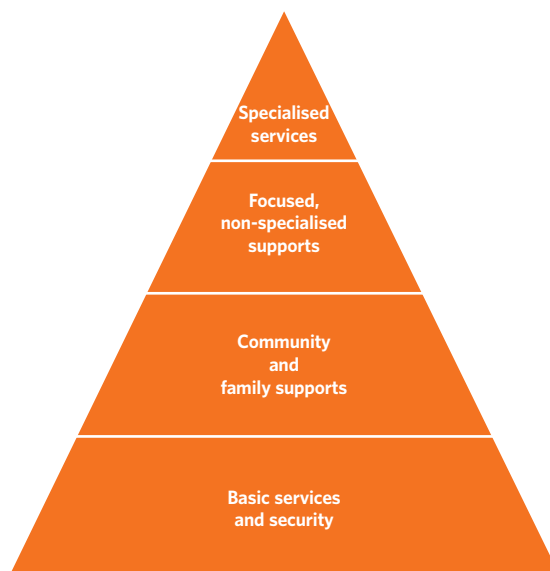 Specialised
services
Focused,
non-specialised
supports
Community
and
family supports
Basic services
and security